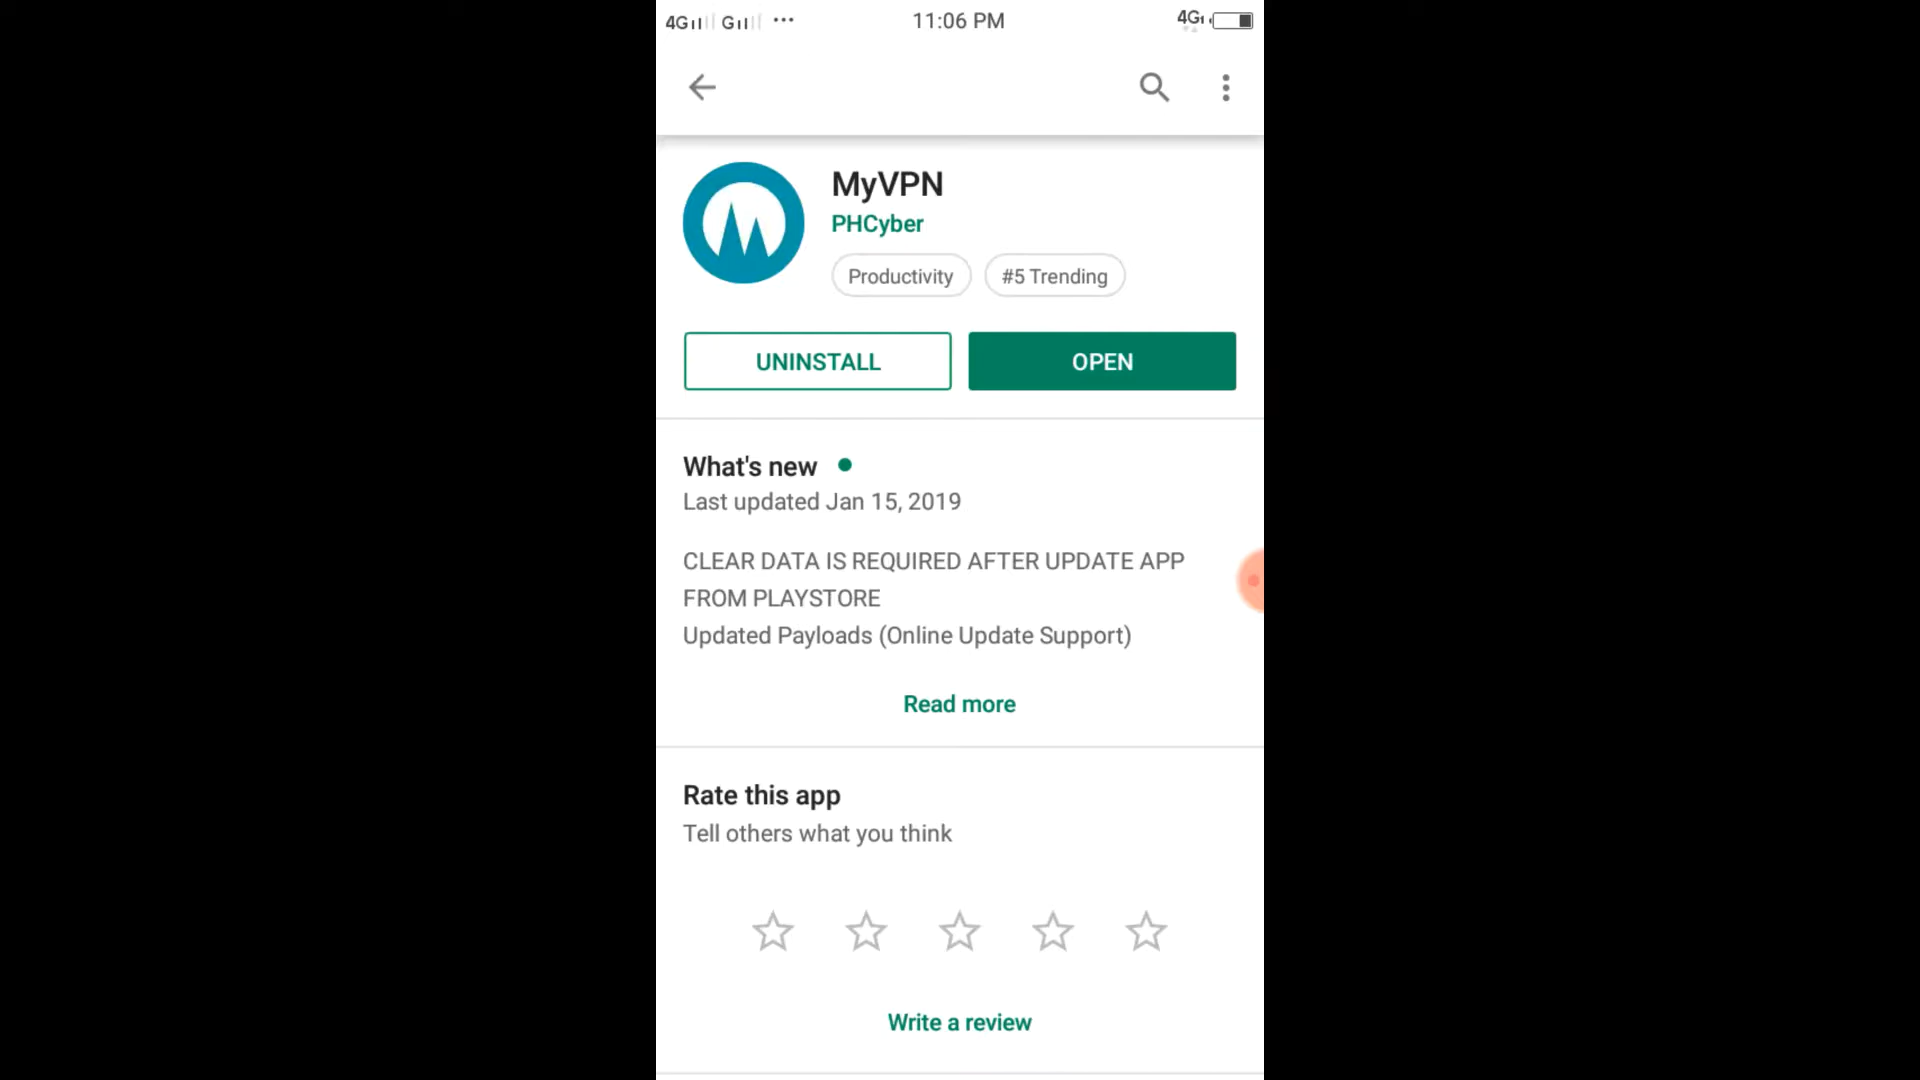 4G G ... 11:06 PM 4G
MyVPN
PHCyber
Productivity #5 Trending
UNINSTALL OPEN
What's new
Last updated Jan 15, 2019
CLEAR DATA IS REQUIRED AFTER UPDATE APP
FROM PLAYSTORE
Updated Payloads (Online Update Support)
Read more
Rate this app
Tell others what you think
Write a review